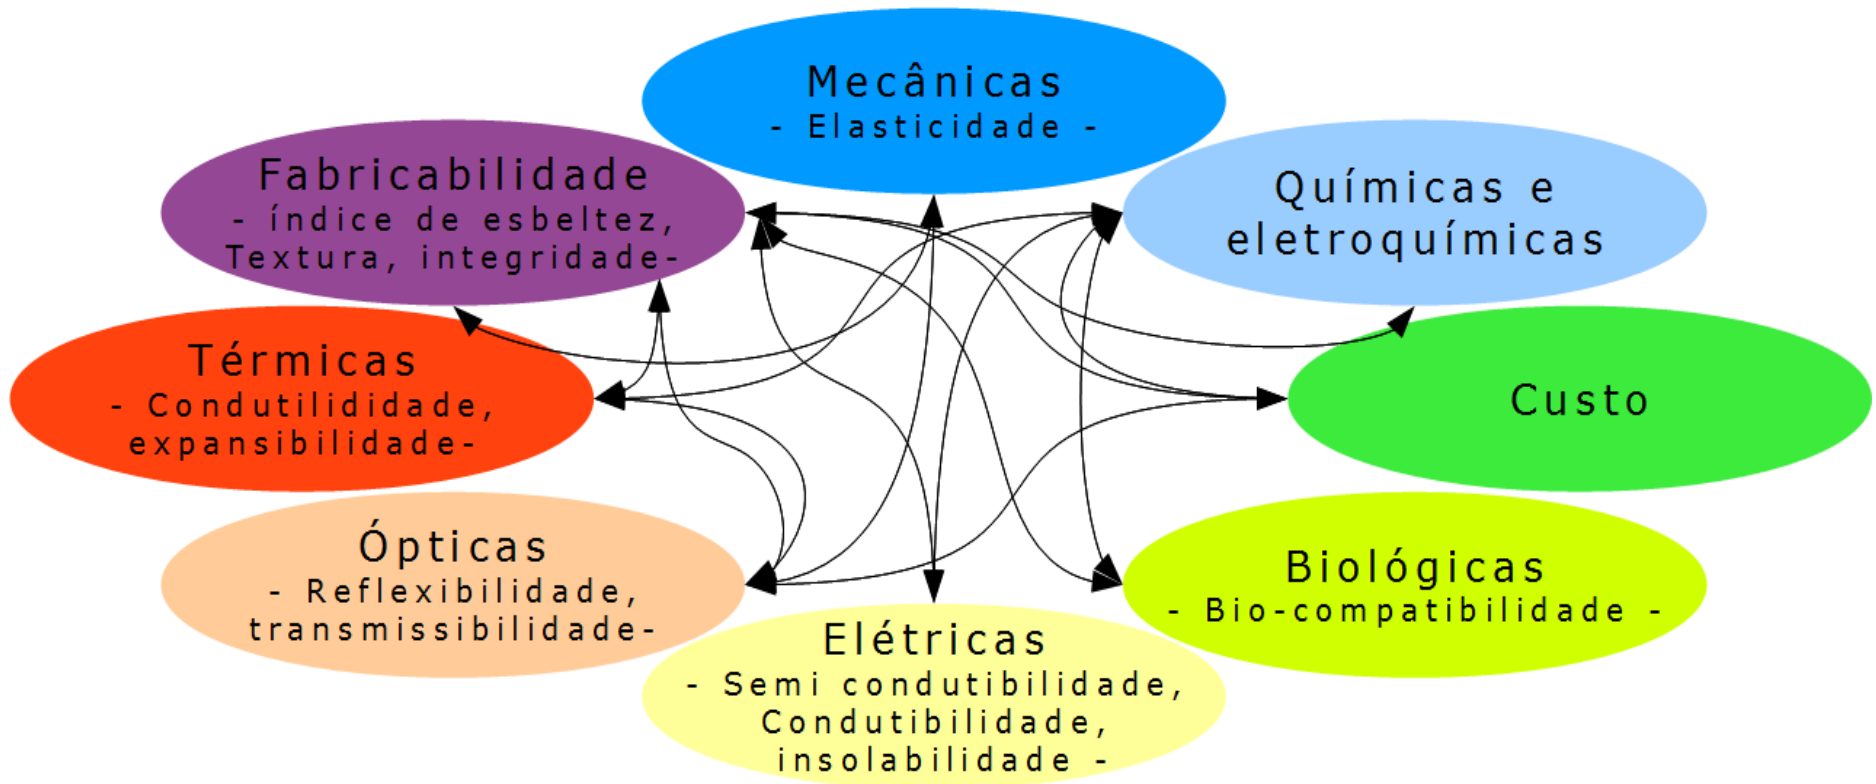 Mecânicas
- Elasticidade -
Fabricabilidade
- índice de esbeltez,
Textura, integridade-
Químicas e
eletroquímicas
Térmicas
- Condutilididade,
expansibilidade-
Custo
Ópticas
- Reflexibilidade,
transmissibilidade-
Biológicas
- Bio-compatibilidade -
Elétricas
- Semi condutibilidade,
Condutibilidade,
insolabilidade -